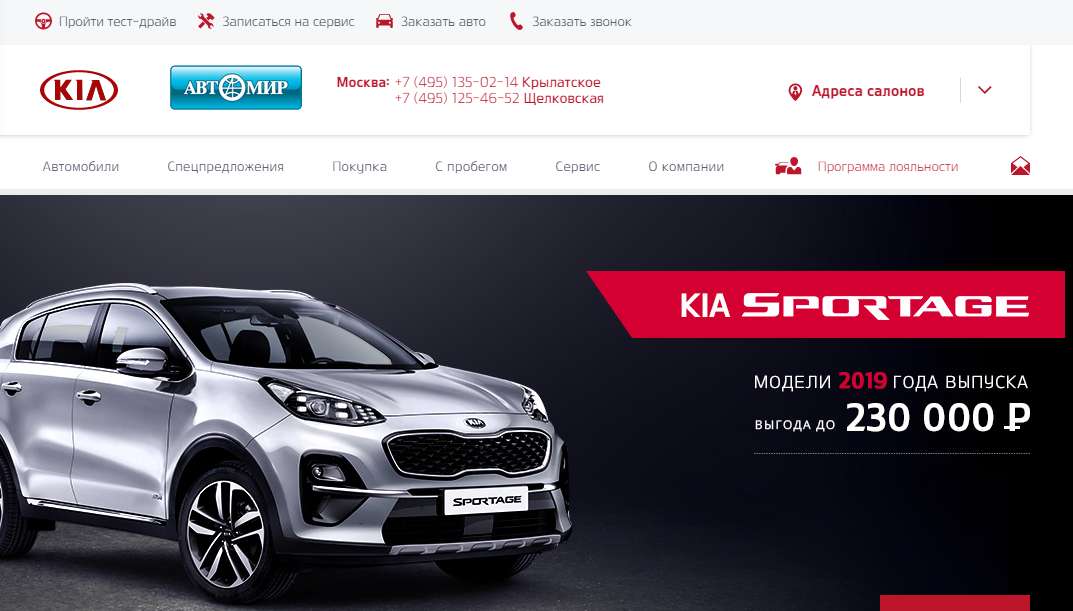 Пройти тест-драйв Записаться на сервис Заказать авто Заказать звонок
KIA АВТОМИР Москва: +7 (495) 135-02-14 Крылатское
+7 (495) 125-46-52 Щелковская
Адреса салонов
Автомобили Спецпредложения Покупка С пробегом Сервис О компании Программа лояльности
KIA SPORTAGE
МОДЕЛИ 2019 ГОДА ВЫПУСКА
ВЫГОДА ДО 230 000 ₽
KIA
SPORTAGE